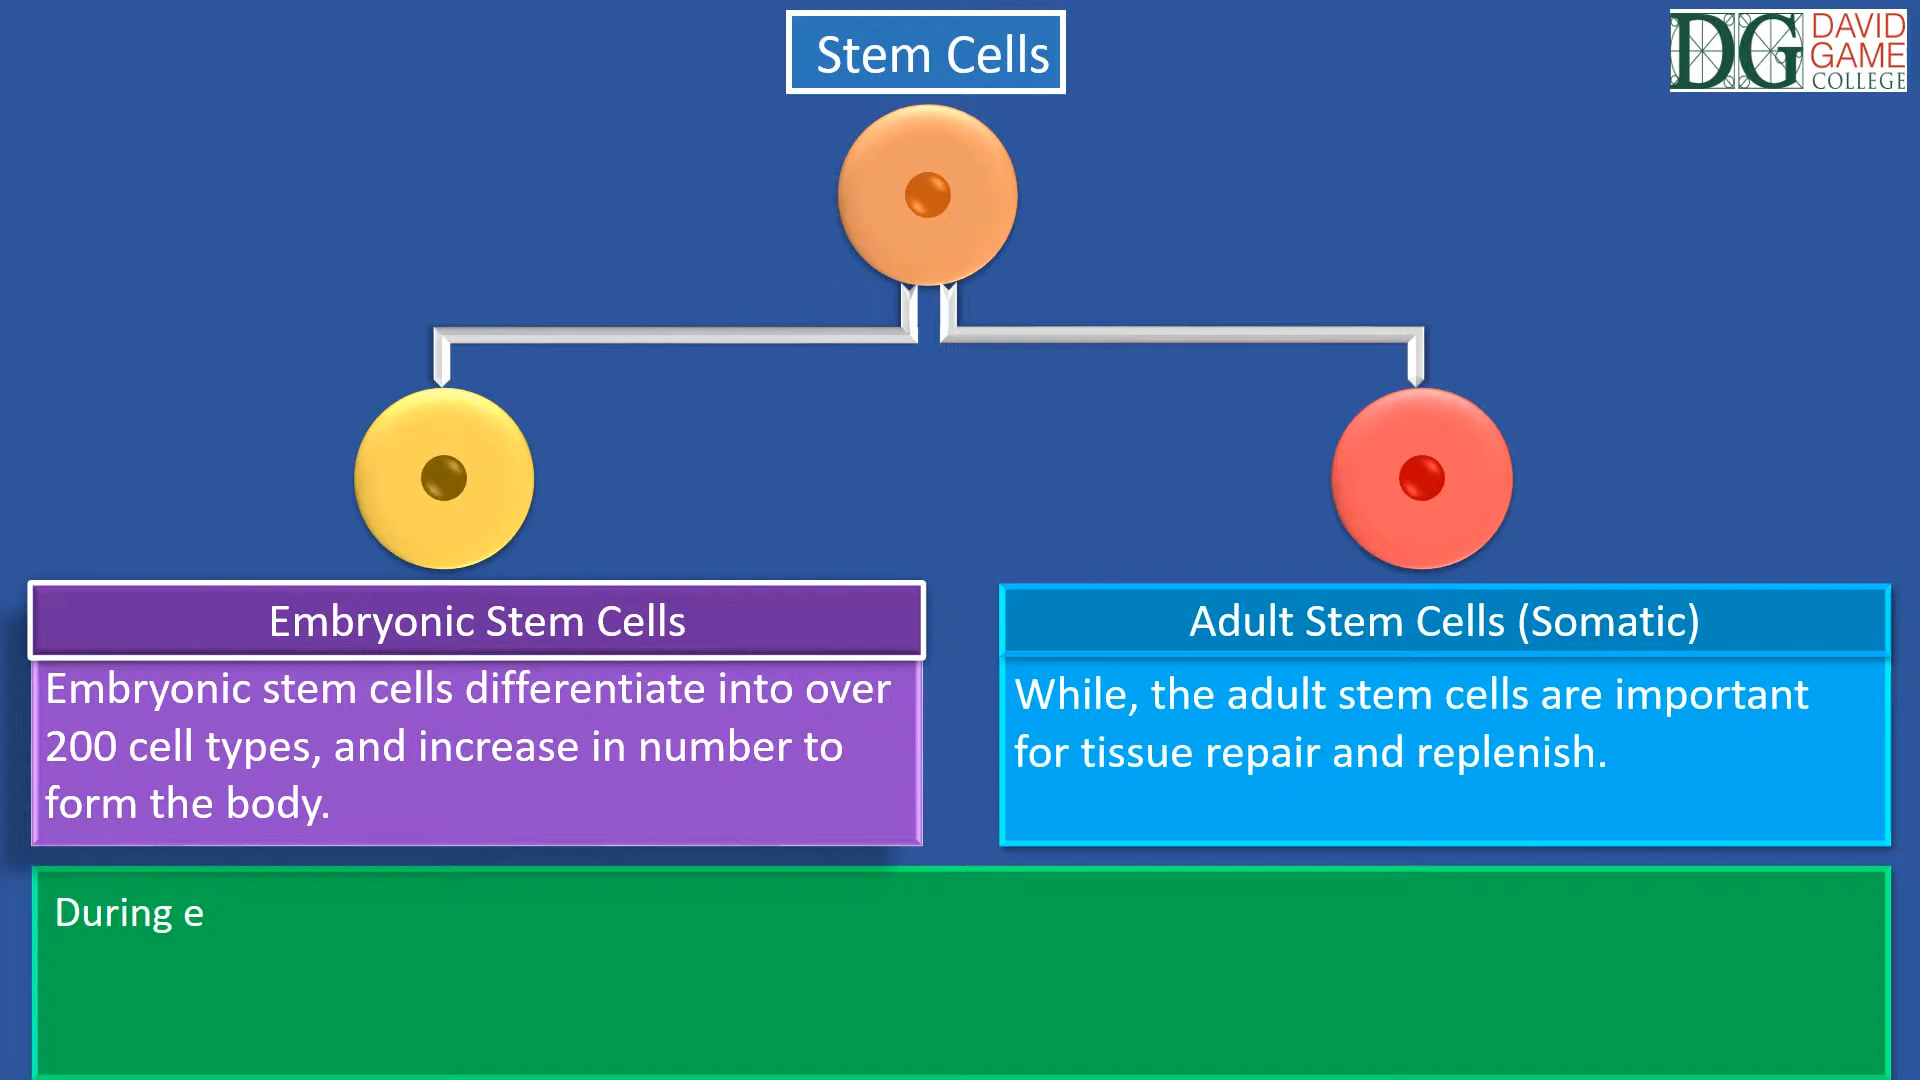 Stem Cells
DAVID
GAME
COLLEGE
DG
Embryonic Stem Cells
Embryonic stem cells differentiate into over
200 cell types, and increase in number to
form the body.
Adult Stem Cells (Somatic)
While, the adult stem cells are important
for tissue repair and replenish.
During e